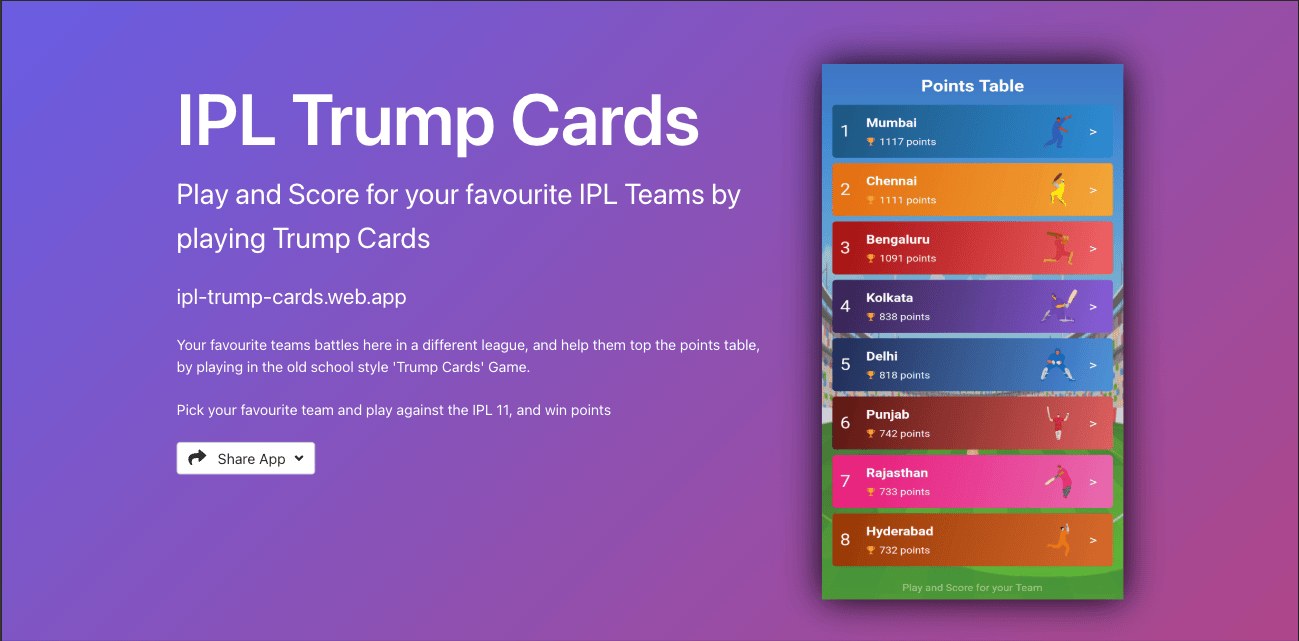 IPL Trump Cards
Play and Score for your favourite IPL Teams by
playing Trump Cards
ipl-trump-cards.web.app
Your favourite teams battles here in a different league, and help them top the points table,
by playing in the old school style 'Trump Cards' Game.
Pick your favourite team and play against the IPL 11, and win points
Share App
Points Table
1 Mumbai
1117 points
>
2 Chennai
1111 points
>
3 Bengaluru
1091 points
>
4 Kolkata
838 points
>
5 Delhi
818 points
>
6 Punjab
742 points
>
7 Rajasthan
733 points
>
8 Hyderabad
732 points
>
Play and Score for your Team